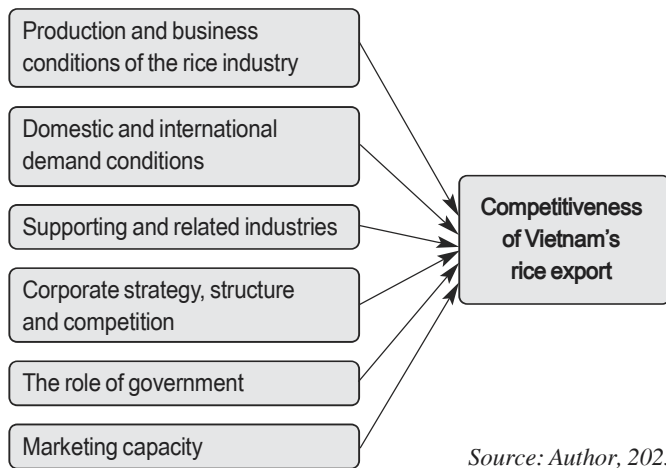 Production and business
conditions of the rice industry
Domestic and international
demand conditions
Supporting and related industries
Corporate strategy, structure
and competition
The role of government
Marketing capacity
Competitiveness
of Vietnam's
rice export
Source: Author,